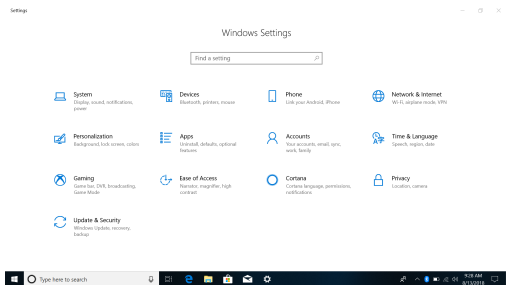 Settings
Windows Settings
Find a setting
System
Display, sound, notifications,
power
Devices
Bluetooth, printers, mouse
Phone
Link your Android, iPhone
Network & Internet
Wi-Fi, airplane mode, VPN
Personalization
Background, lock screen, colors
Apps
Uninstall, defaults, optional
features
Accounts
Your accounts, email, sync,
work, family
Time & Language
Speech, region, date
Gaming
Game bar, DVR, broadcasting,
Game Mode
Ease of Access
Narrator, magnifier, high
contrast
Cortana
Cortana language, permissions,
notifications
Privacy
Location, camera
Update & Security
Windows Update, recovery,
backup
Type here to search
9:28 AM
8/13/2018